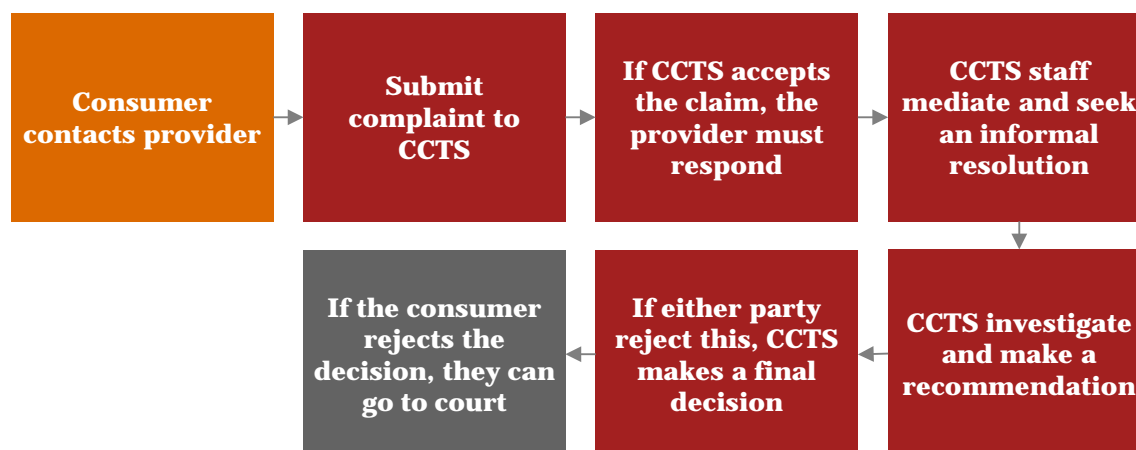 Consumer
contacts provider
Submit
complaint to
CCTS
If CCTS accepts
the claim, the
provider must
respond
CCTS staff
mediate and seek
an informal
resolution
CCTS investigate
and make a
recommendation
If either party
reject this, CCTS
makes a final
decision
If the consumer
rejects the
decision, they can
go to court